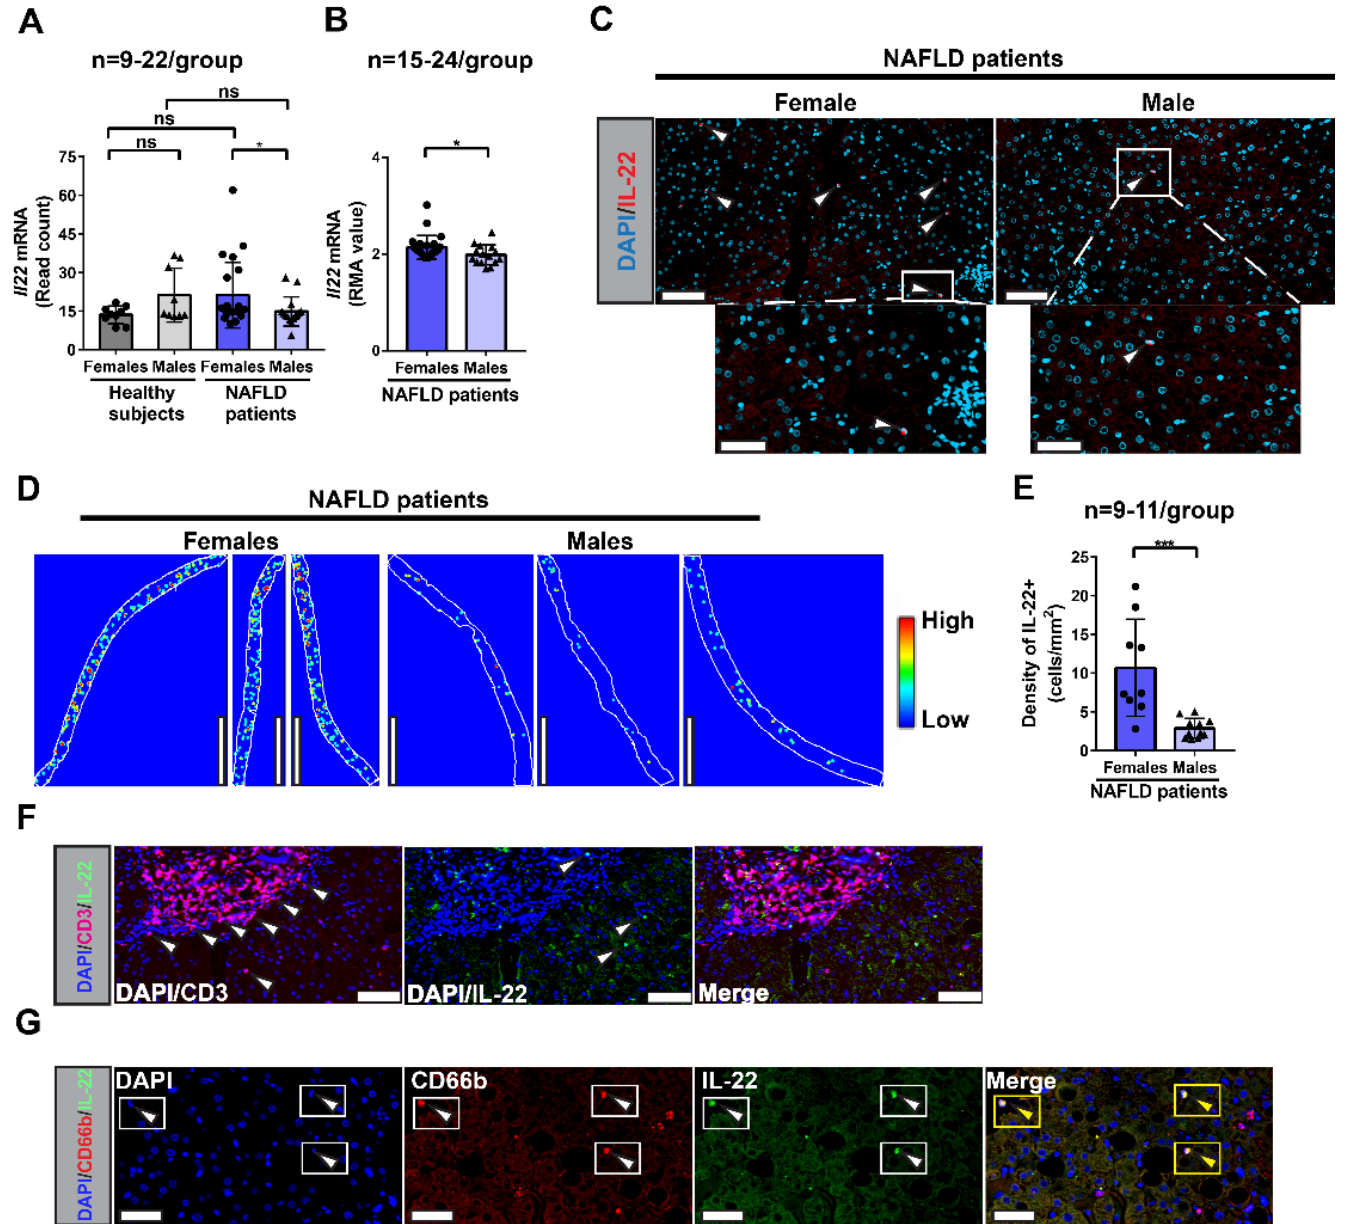 A
n=9-22/group
ns
ns
ns
*
75
60
45
30
15
0
Il22 mRNA
(Read count)
Females Males Females Males
Healthy
subjects
NAFLD
patients
B
n=15-24/group
*
4
2
0
Il22 mRNA
(RMA value)
Females Males
NAFLD patients
C
NAFLD patients
Female
Male
DAPI/IL-22
D
NAFLD patients
Females
Males
High
Low
E
n=9-11/group
***
25
20
15
10
5
0
Density of IL-22+
(cells/mm²)
Females Males
NAFLD patients
F
DAPI/CD3/IL-22
DAPI/CD3
DAPI/IL-22
Merge
G
DAPI/CD66b/IL-22
DAPI
CD66b
IL-22
Merge